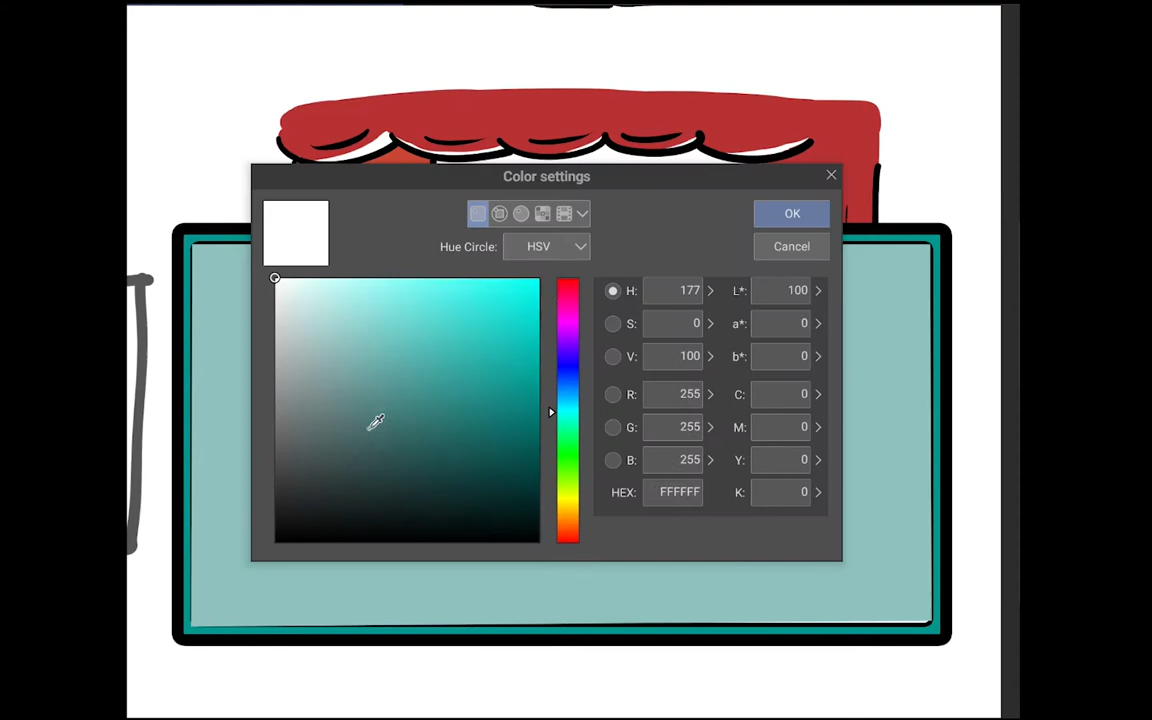 Color settings
OK
Hue Circle: HSV
Cancel
H: 177 L*: 100
S: 0 a*: 0
V: 100 b*: 0
R: 255 C: 0
G: 255 M: 0
B: 255 Y: 0
HEX: FFFFFF K: 0